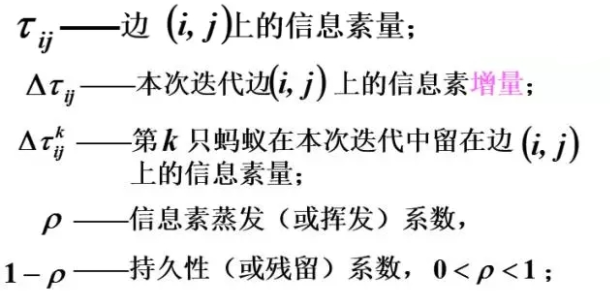 τ_ij ——边 (i, j)上的信息素量；
Δτ_ij ——本次迭代边(i, j) 上的信息素增量；
Δτ_ij^k ——第k 只蚂蚁在本次迭代中留在边 (i, j)
上的信息素量；
ρ ——信息素蒸发（或挥发）系数，
1−ρ ——持久性（或残留）系数，0<ρ<1；